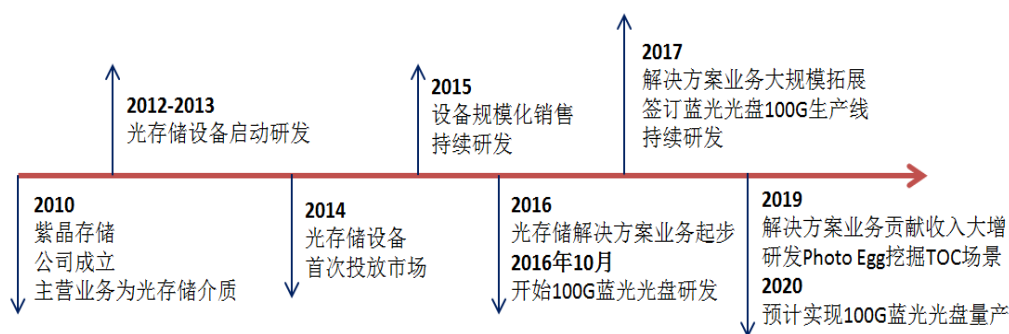 2010
紫晶存储
公司成立
主营业务为光存储介质
2012-2013
光存储设备启动研发
2014
光存储设备
首次投放市场
2015
设备规模化销售
持续研发
2016
光存储解决方案业务起步
2016年10月
开始100G蓝光光盘研发
2017
解决方案业务大规模拓展
签订蓝光光盘100G生产线
持续研发
2019
解决方案业务贡献收入大增
研发Photo Egg挖掘TOC场景
2020
预计实现100G蓝光光盘量产